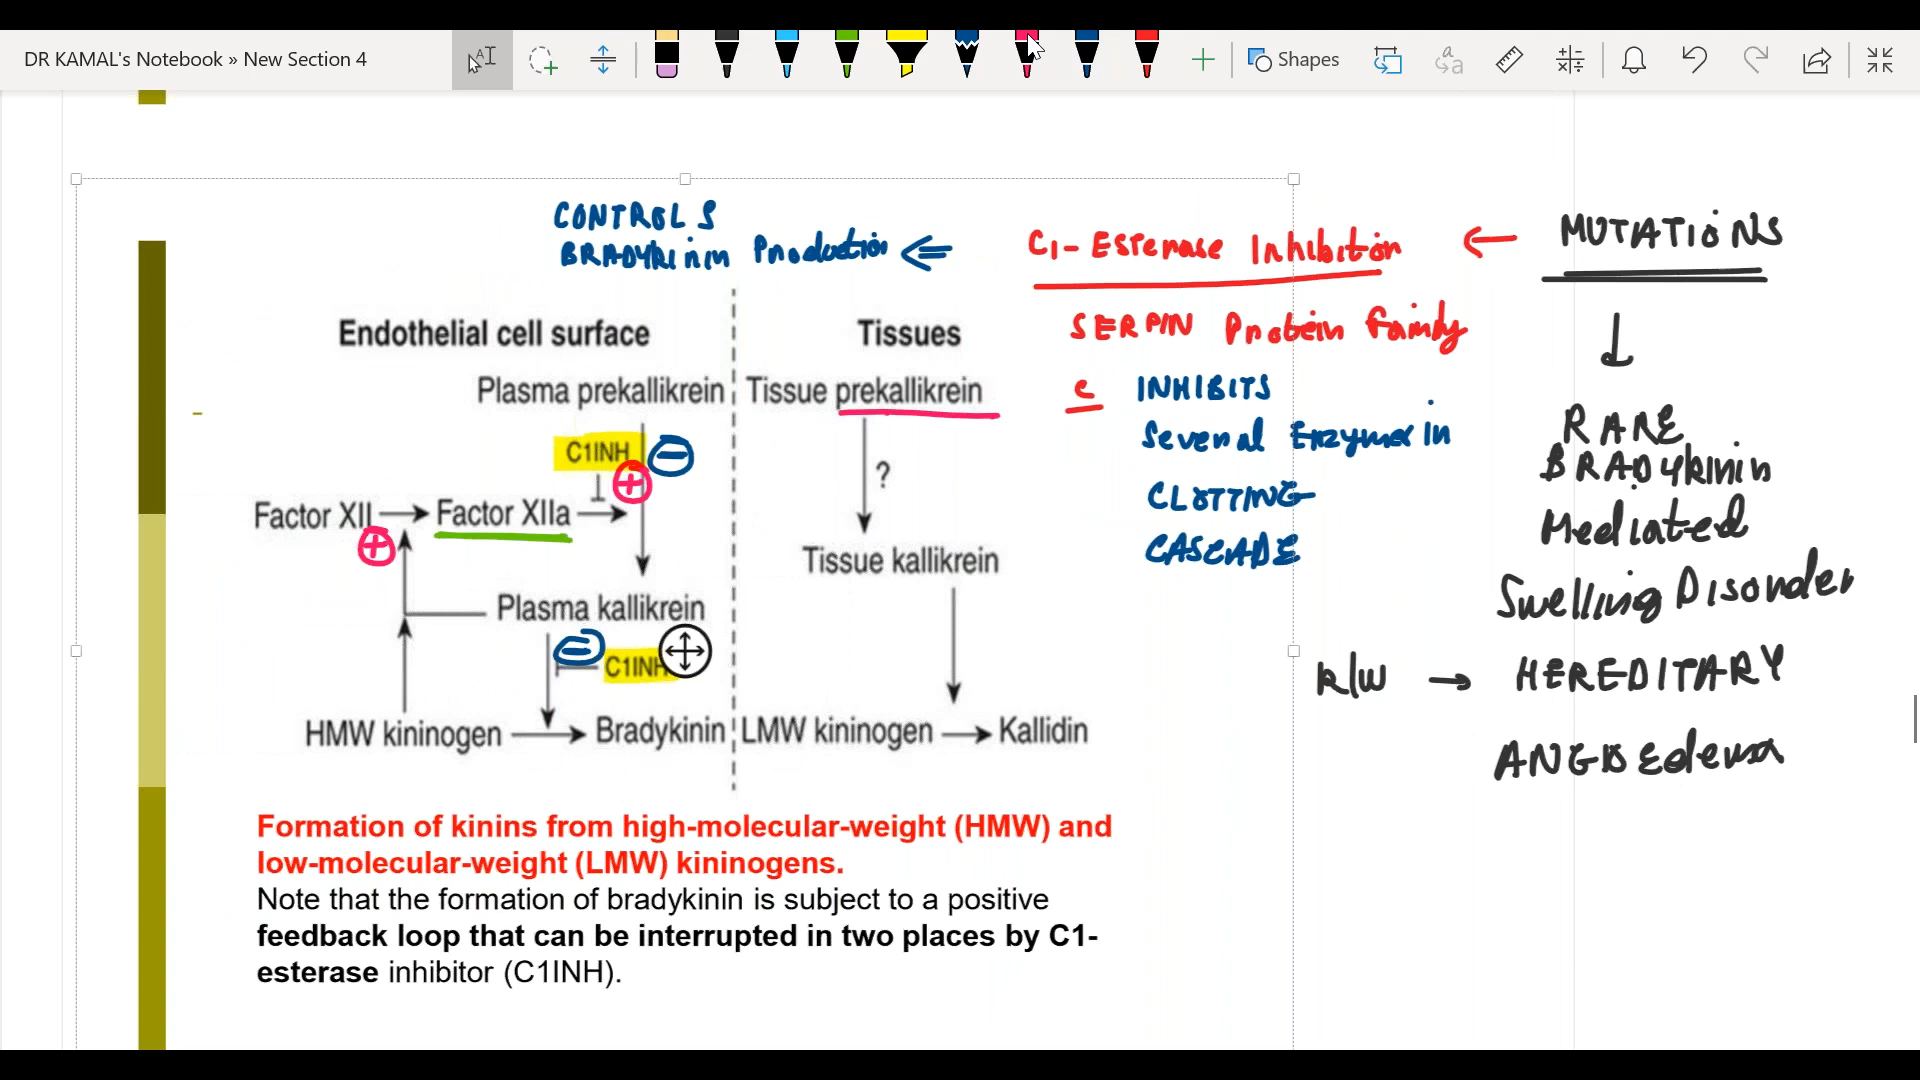 DR KAMAL's Notebook » New Section 4
Shapes
CONTROLS
BRADYkinin Production ⇐
C1-Esterase Inhibitor ← MUTATiONS
Endothelial cell surface
Tissues
SERPIN Protein family
Plasma prekallikrein
Tissue prekallikrein
INHIBITS
Several Enzymes in
CLOTTING
CASCADE
C1INH
?
Factor XII
Factor XIIa
Tissue kallikrein
Plasma kallikrein
C1INH
HMW kininogen
Bradykinin
LMW kininogen
Kallidin
↓
RARE
BRADYkinin
Mediated
Swelling Disorder
k/w → HEREDITARY
ANGIOEdema
Formation of kinins from high-molecular-weight (HMW) and
low-molecular-weight (LMW) kininogens.
Note that the formation of bradykinin is subject to a positive
feedback loop that can be interrupted in two places by C1-
esterase inhibitor (C1INH).